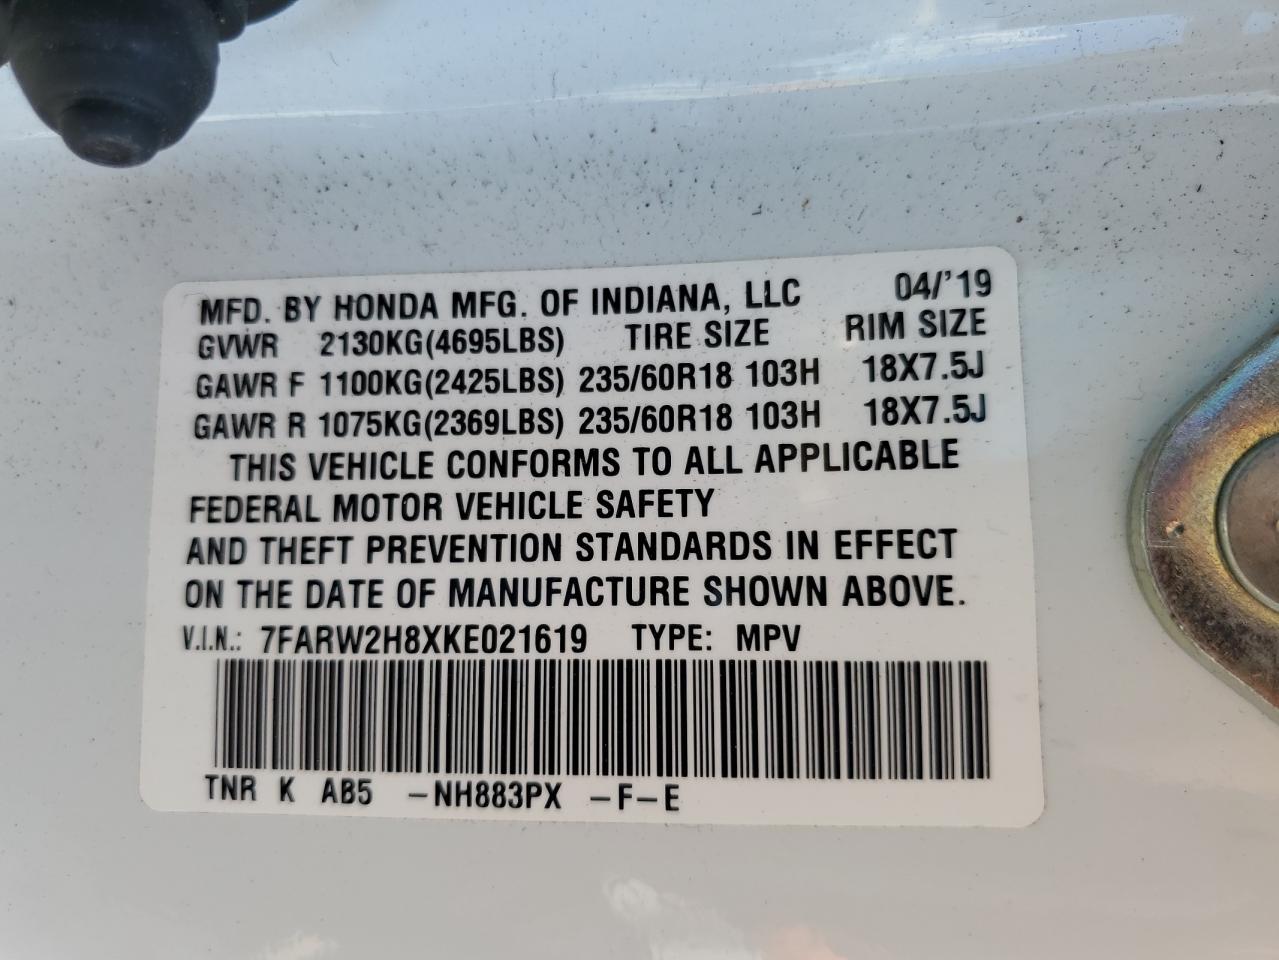 MFD. BY HONDA MFG. OF INDIANA, LLC 04/'19
GVWR 2130KG(4695LBS) TIRE SIZE RIM SIZE
GAWR F 1100KG(2425LBS) 235/60R18 103H 18X7.5J
GAWR R 1075KG(2369LBS) 235/60R18 103H 18X7.5J
THIS VEHICLE CONFORMS TO ALL APPLICABLE
FEDERAL MOTOR VEHICLE SAFETY
AND THEFT PREVENTION STANDARDS IN EFFECT
ON THE DATE OF MANUFACTURE SHOWN ABOVE.
V.I.N.: 7FARW2H8XKE021619 TYPE: MPV
TNR K AB5 -NH883PX -F-E